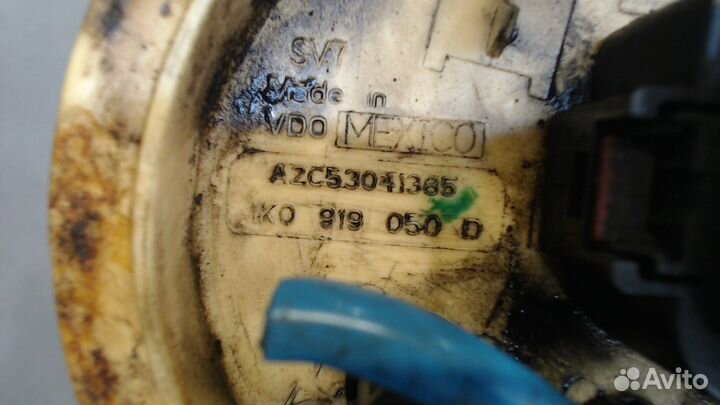 SV7
Made in
VDO MEXICO
A2C53041385
1K0 919 050 D
Avito